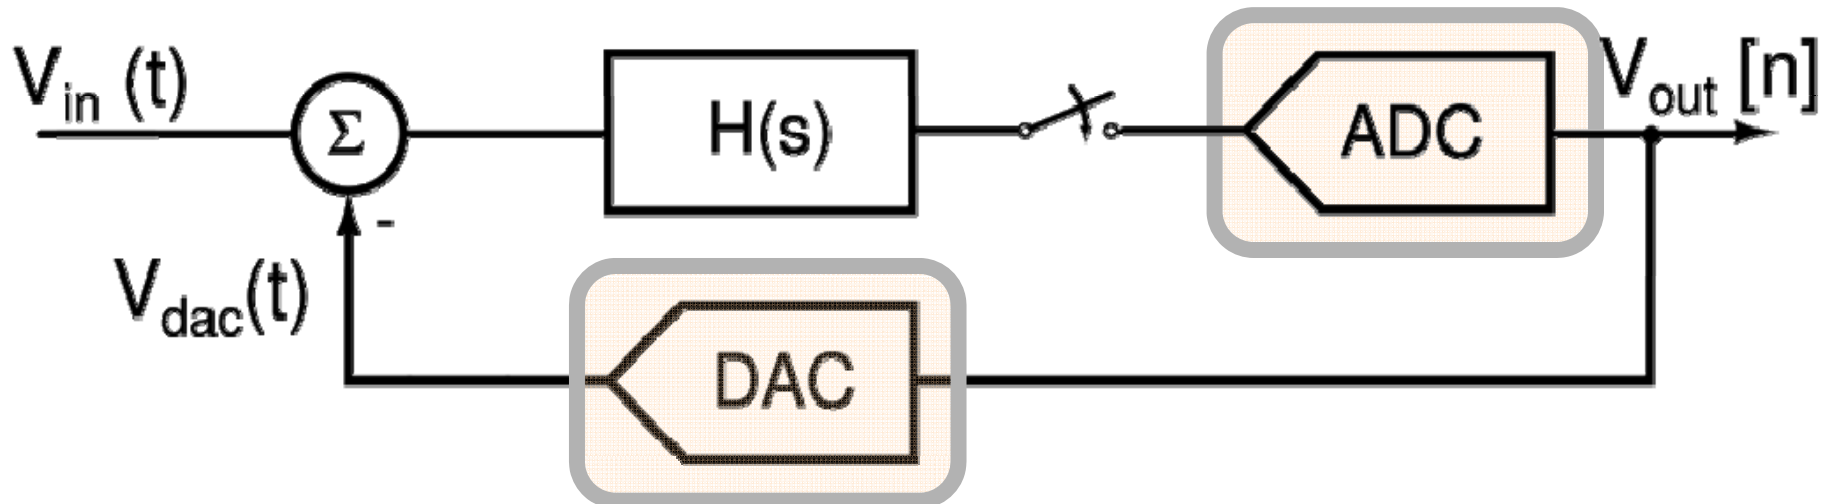 V_in (t)
Σ
H(s)
ADC
V_out [n]
-
V_dac(t)
DAC